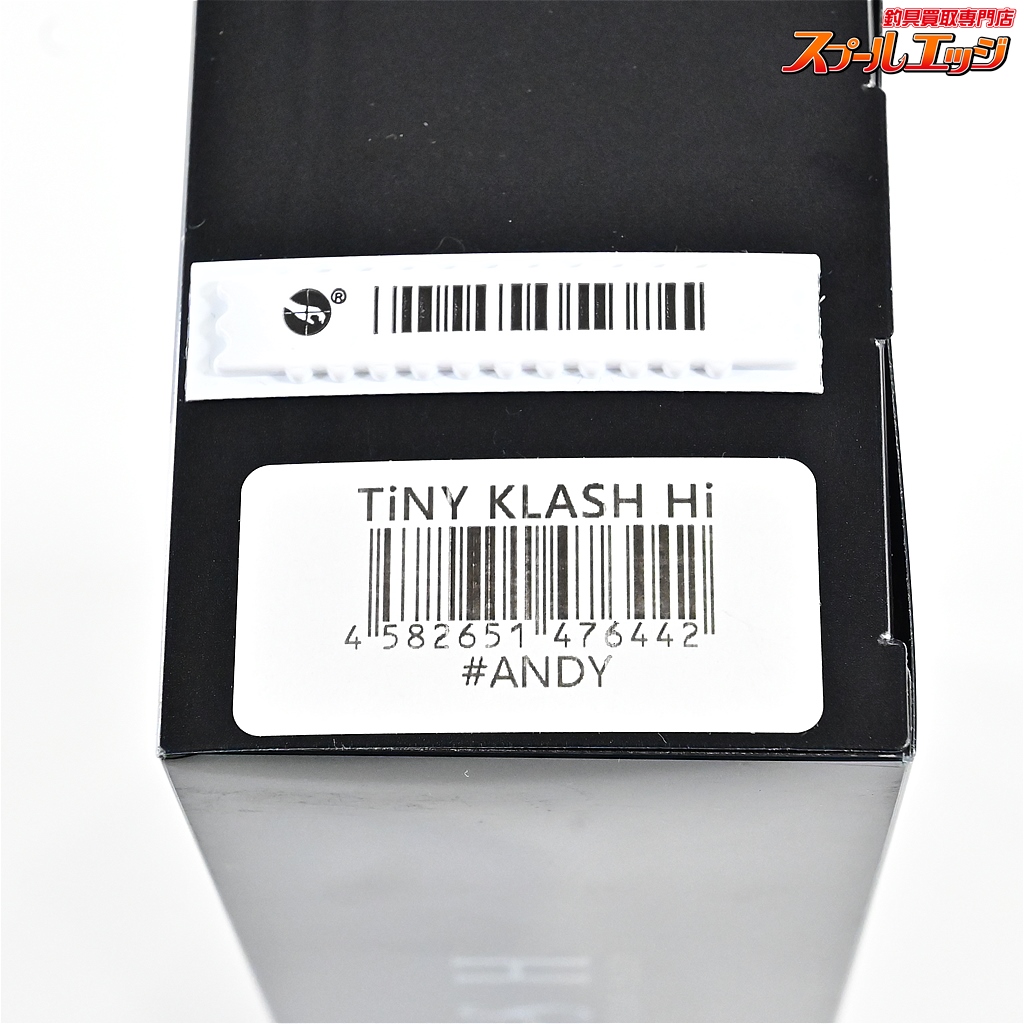 釣具買取専門店
スプールエッジ
®
TiNY KLASH Hi
4 582651 476442
#ANDY